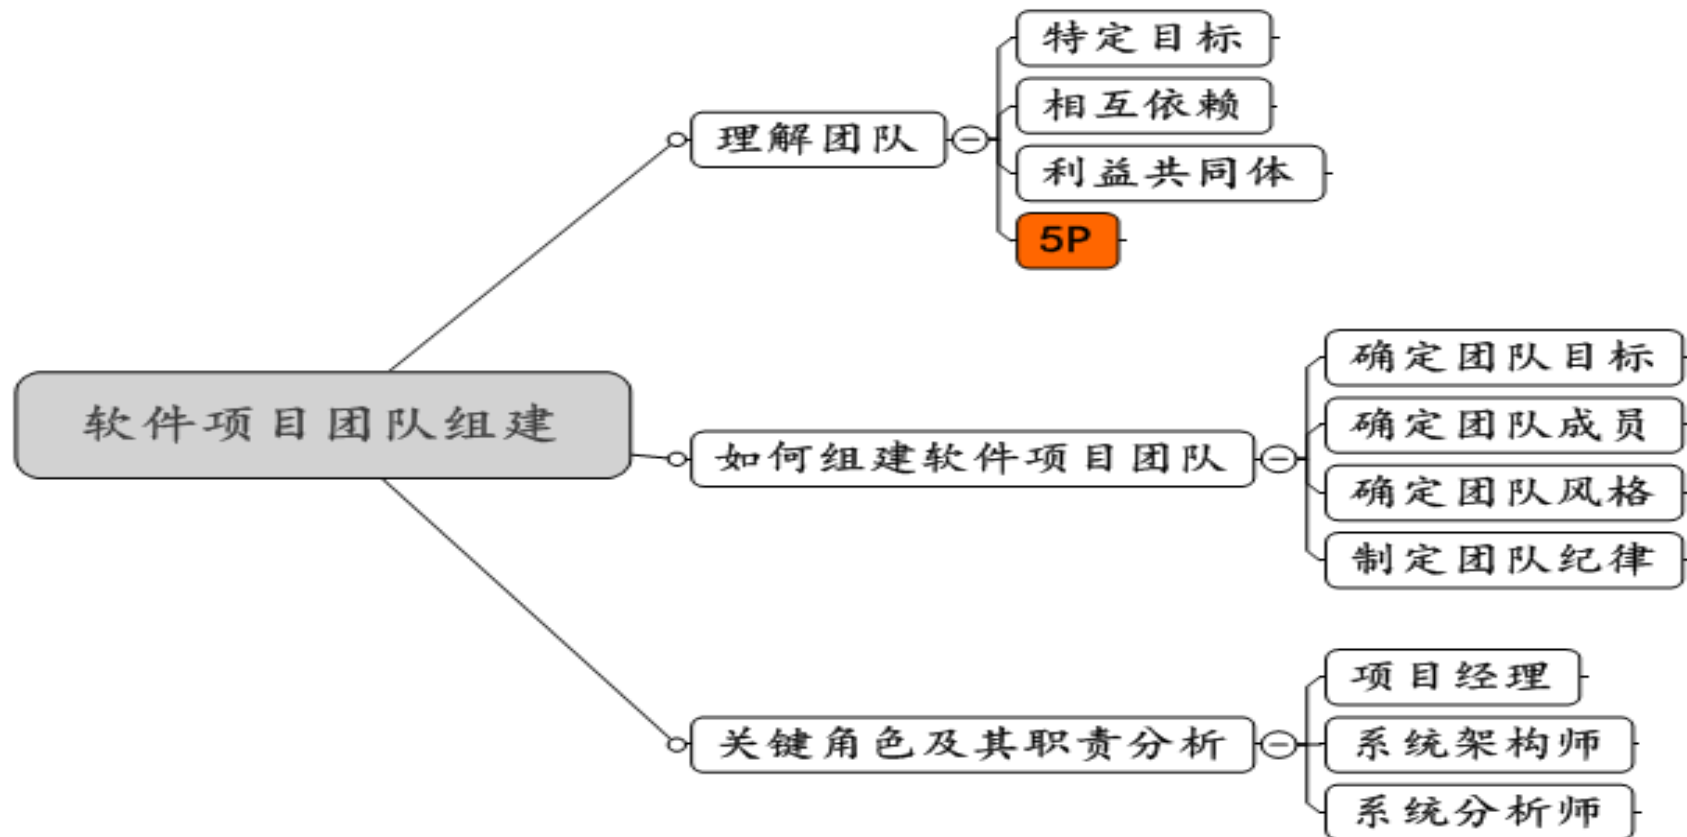 软件项目团队组建
理解团队
特定目标
相互依赖
利益共同体
5P
如何组建软件项目团队
确定团队目标
确定团队成员
确定团队风格
制定团队纪律
关键角色及其职责分析
项目经理
系统架构师
系统分析师